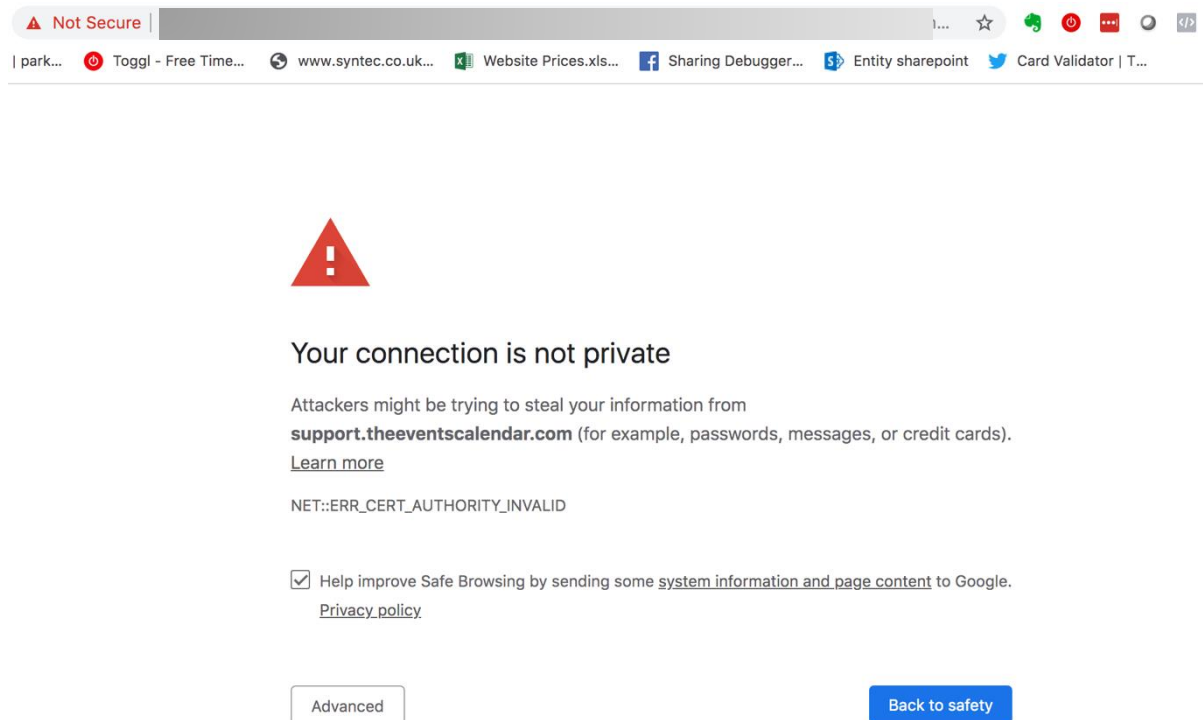 Not Secure
| park... Toggl - Free Time... www.syntec.co.uk... Website Prices.xls... Sharing Debugger... Entity sharepoint Card Validator | T...
Your connection is not private
Attackers might be trying to steal your information from
support.theeventscalendar.com (for example, passwords, messages, or credit cards).
Learn more
NET::ERR_CERT_AUTHORITY_INVALID
Help improve Safe Browsing by sending some system information and page content to Google.
Privacy policy
Advanced Back to safety